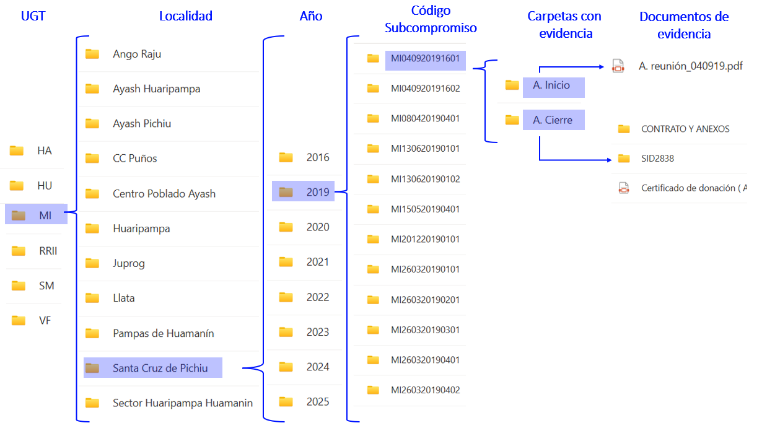 UGT
Localidad
Año
Código
Subcompromiso
Carpetas con
evidencia
Documentos de
evidencia
HA
HU
MI
RRII
SM
VF
Ango Raju
Ayash Huaripampa
Ayash Pichiu
CC Puños
Centro Poblado Ayash
Huaripampa
Juprog
Llata
Pampas de Huamanín
Santa Cruz de Pichiu
Sector Huaripampa Huamanin
2016
2019
2020
2021
2022
2023
2024
2025
MI040920191601
MI040920191602
MI080420190401
MI130620190101
MI130620190102
MI150520190401
MI201220190101
MI260320190101
MI260320190201
MI260320190301
MI260320190401
MI260320190402
A. Inicio
A. Cierre
A. reunión_040919.pdf
CONTRATO Y ANEXOS
SID2838
Certificado de donación ( A